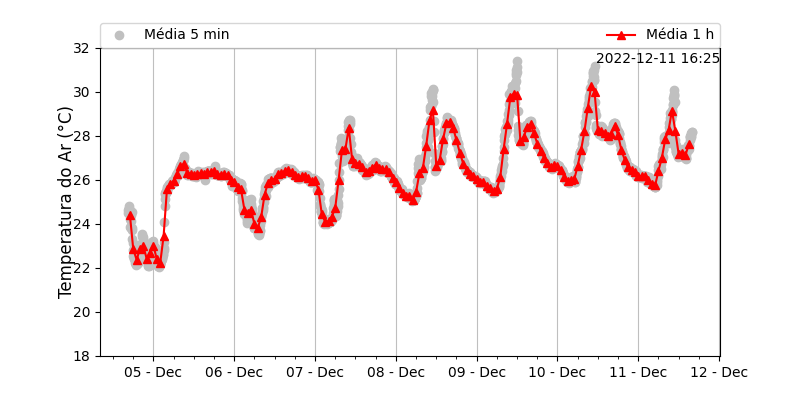 Média 5 min
Média 1 h
2022-12-11 16:25
Temperatura do Ar (°C)
32
30
28
26
24
22
20
18
05 - Dec
06 - Dec
07 - Dec
08 - Dec
09 - Dec
10 - Dec
11 - Dec
12 - Dec